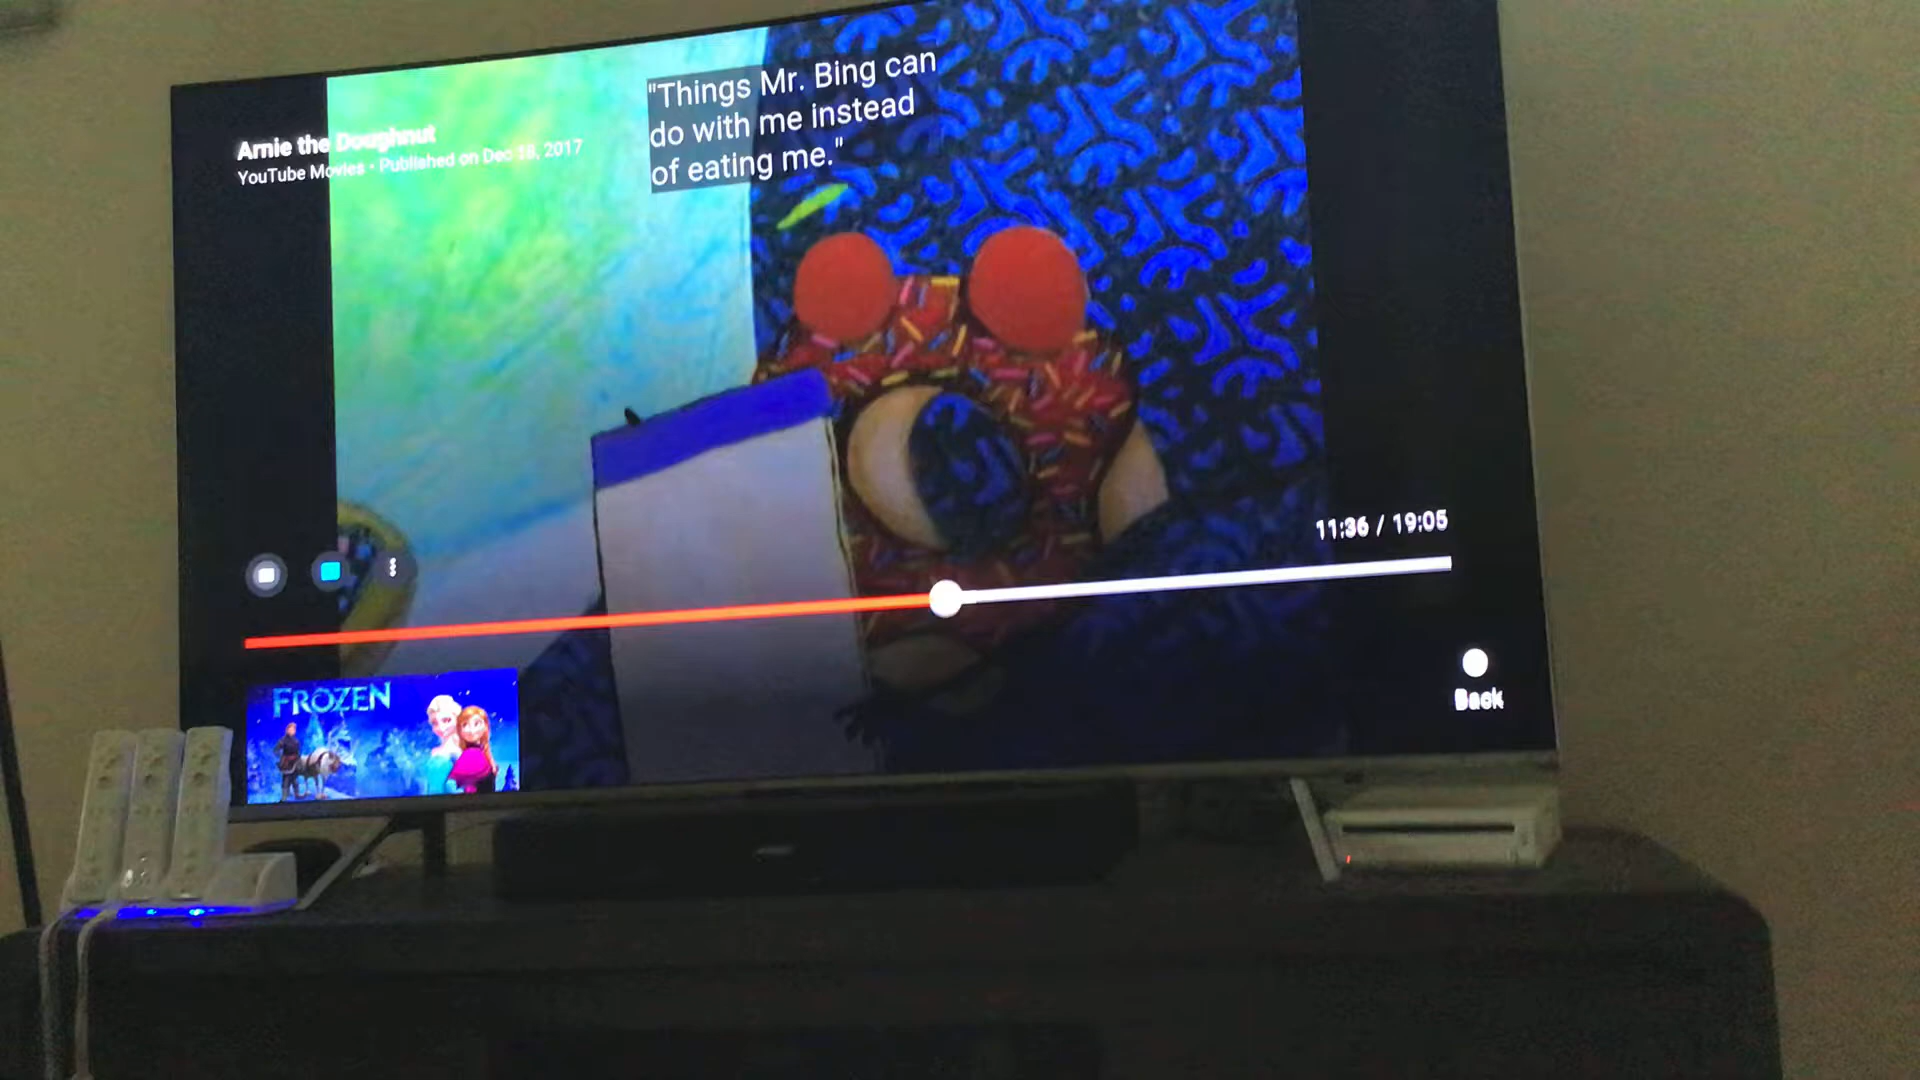 "Things Mr. Bing can
do with me instead
of eating me."
Arnie the Doughnut
YouTube Movies • Published on Dec 18, 2017
11:36 / 19:05
FROZEN
Back